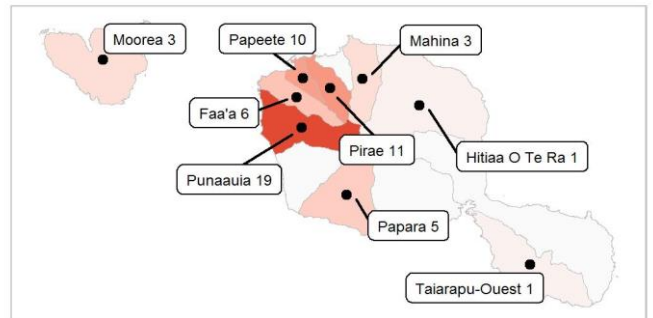 Moorea 3
Papeete 10
Mahina 3
Faa'a 6
Pirae 11
Hitiaa O Te Ra 1
Punaauia 19
Papara 5
Taiarapu-Ouest 1